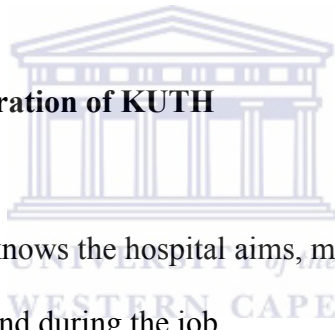 ration of KUTH
nows the hospital aims, m
UNIVERSITY of the
nd during the job
WESTERN CAPE